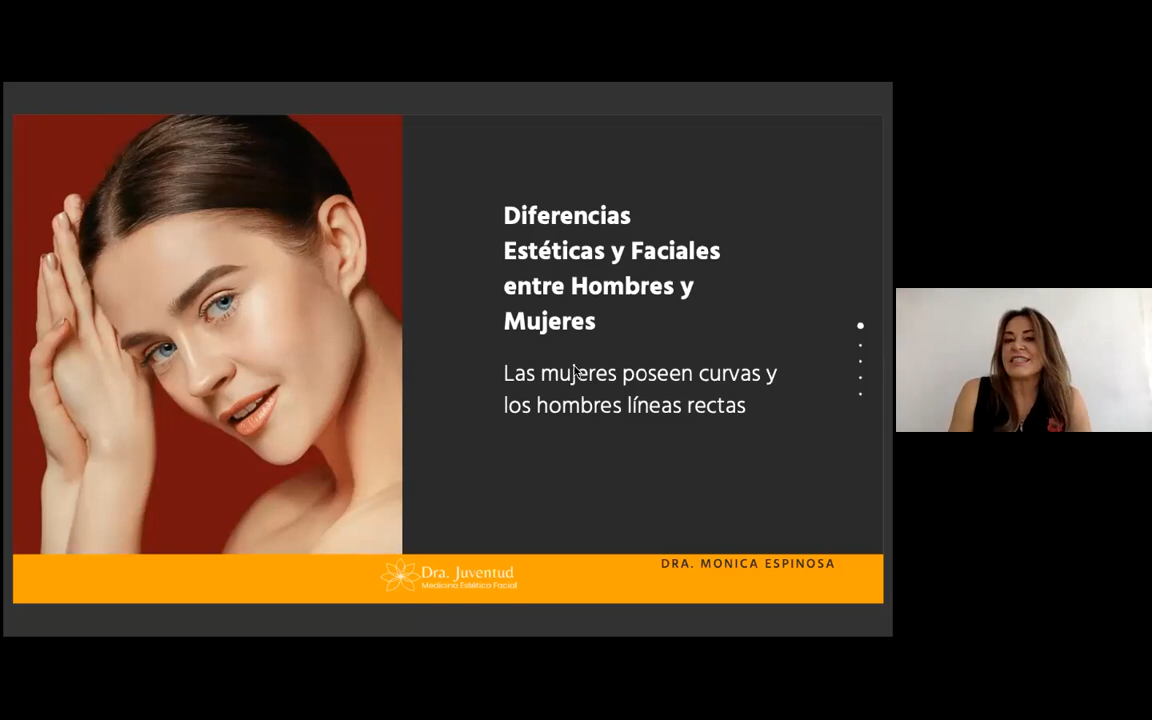 Diferencias
Estéticas y Faciales
entre Hombres y
Mujeres
Las mujeres poseen curvas y
los hombres líneas rectas
DRA. MONICA ESPINOSA
Dra. Juventud
Medicina Estética Facial